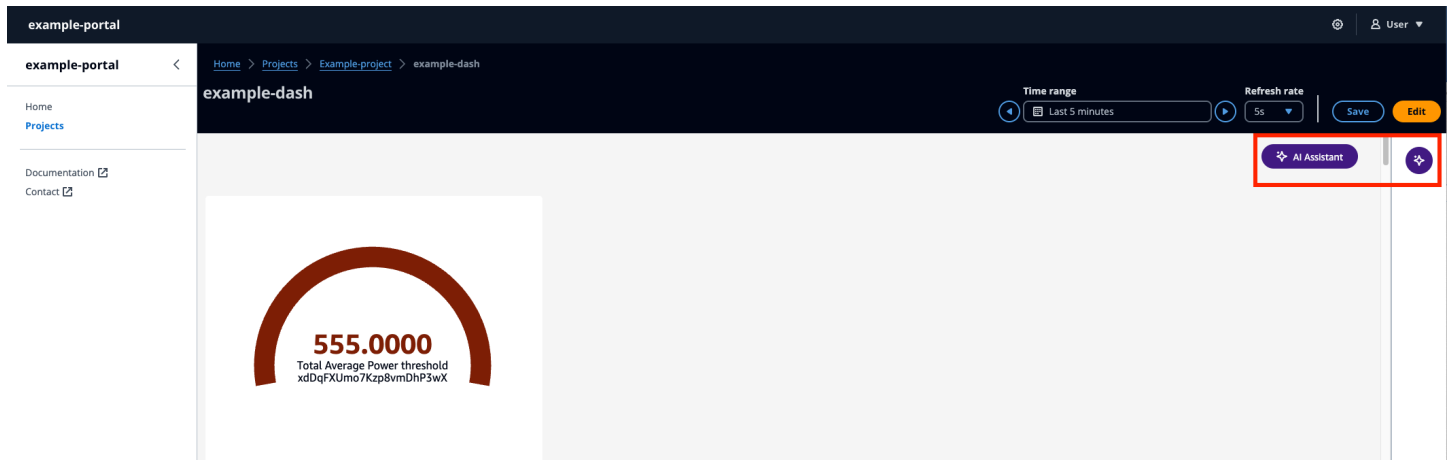 example-portal
User
example-portal
Home
Projects
Documentation
Contact
Home > Projects > Example-project > example-dash
example-dash
Time range
Last 5 minutes
Refresh rate
5s
Save
Edit
AI Assistant
555.0000
Total Average Power threshold
xdDqFXUmo7Kzp8vmDhP3wX